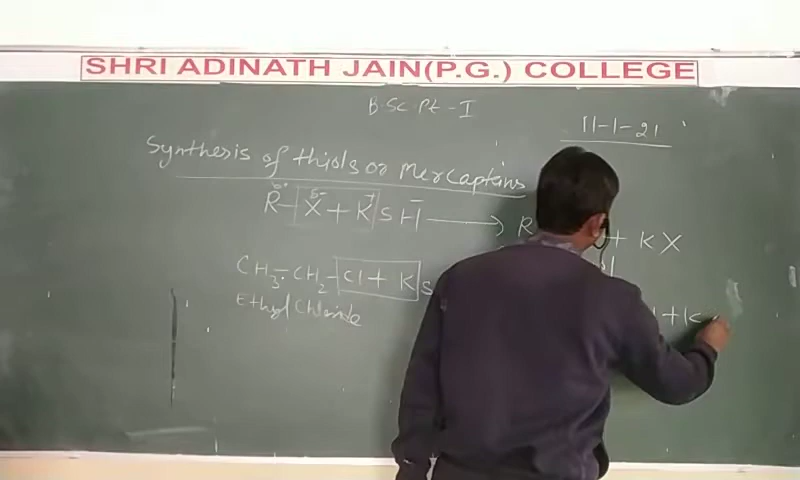 SHRI ADINATH JAIN(P.G.) COLLEGE
B.Sc. Pt - I
11-1-21
Synthesis of thiols or Mercaptans
R - X + K S H → R + KX
CH3 - CH2 - Cl + K S + K
Ethyl Chloride